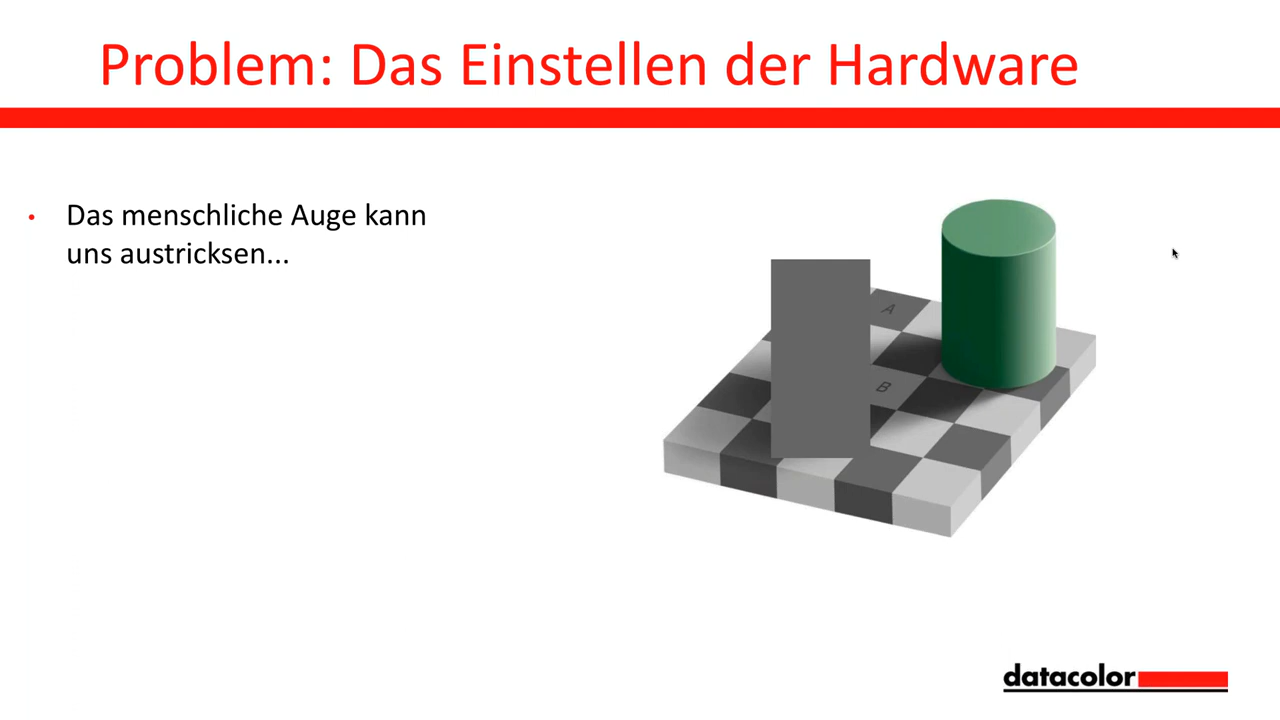 Problem: Das Einstellen der Hardware
• Das menschliche Auge kann
uns austricksen...
A
B
datacolor